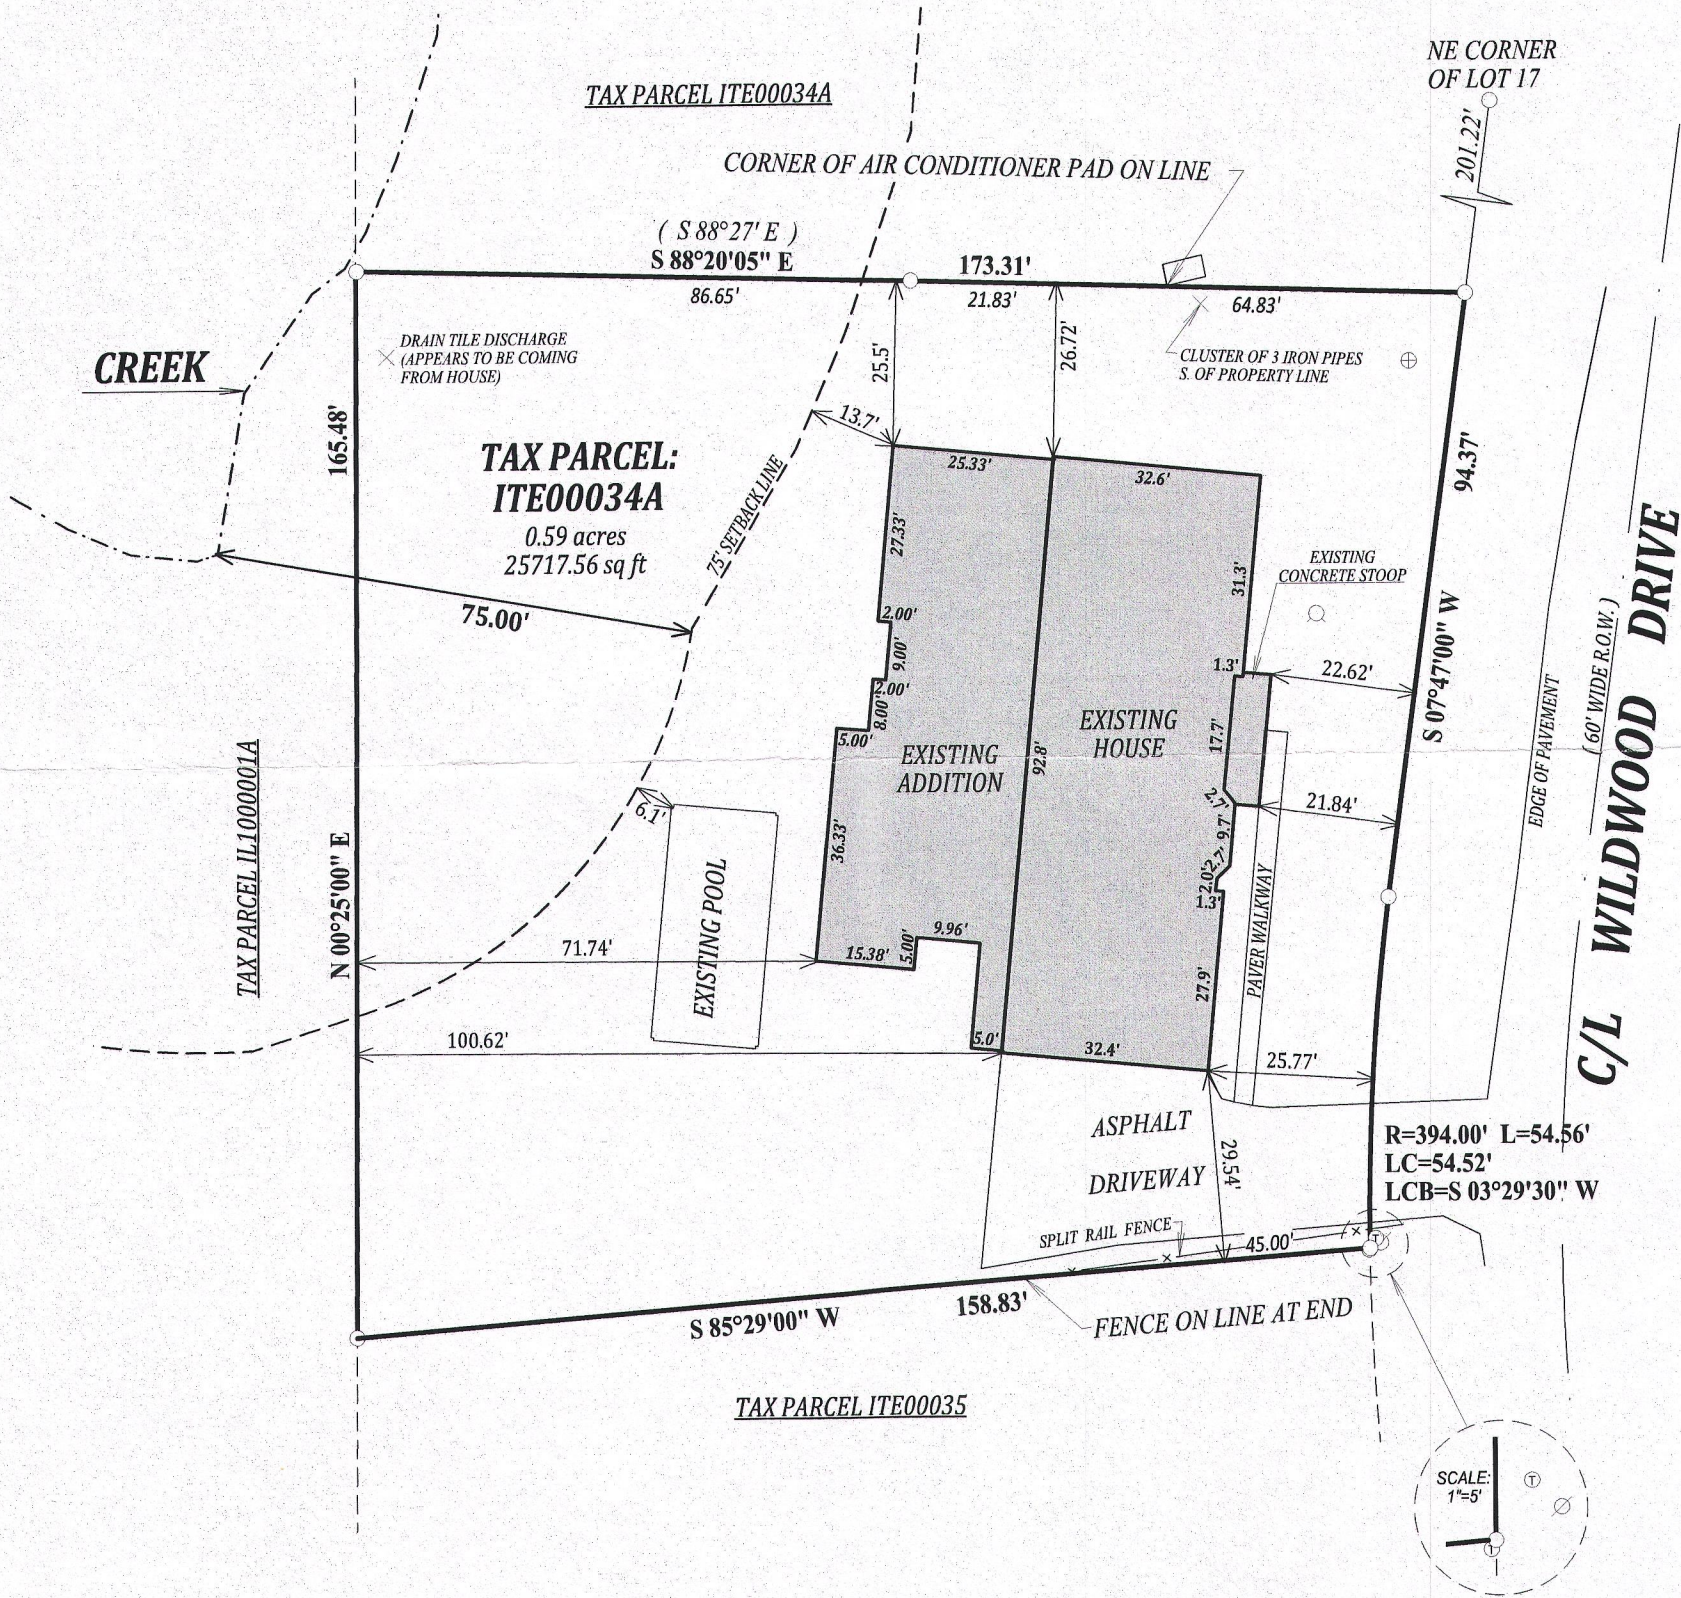 NE CORNER
OF LOT 17
201.22'
TAX PARCEL ITE00034A
CORNER OF AIR CONDITIONER PAD ON LINE
( S 88°27' E )
S 88°20'05" E
173.31'
86.65'
21.83'
64.83'
DRAIN TILE DISCHARGE
(APPEARS TO BE COMING
FROM HOUSE)
CREEK
25.5'
26.72'
CLUSTER OF 3 IRON PIPES
S. OF PROPERTY LINE
165.48'
13.7'
94.37'
TAX PARCEL:
ITE00034A
0.59 acres
25717.56 sq ft
75' SETBACK LINE
25.33'
32.6'
27.33'
31.3'
EXISTING
CONCRETE STOOP
75.00'
2.00'
9.00'
2.00'
8.00'
5.00'
1.3'
22.62'
S 07°47'00" W
EXISTING
ADDITION
92.8'
EXISTING
HOUSE
17.7'
EDGE OF PAVEMENT
( 60' WIDE R.O.W. )
C/L WILDWOOD DRIVE
TAX PARCEL IL1000001A
N 00°25'00" E
6.1'
EXISTING POOL
36.33'
2.7'
9.7'
2.7'
2.0'
1.3'
21.84'
PAVER WALKWAY
71.74'
15.38'
5.00'
9.96'
27.9'
100.62'
5.0'
32.4'
25.77'
ASPHALT
DRIVEWAY
29.54'
R=394.00' L=54.56'
LC=54.52'
LCB=S 03°29'30" W
SPLIT RAIL FENCE
45.00'
T
S 85°29'00" W
158.83'
FENCE ON LINE AT END
TAX PARCEL ITE00035
SCALE:
1"=5'
T
T